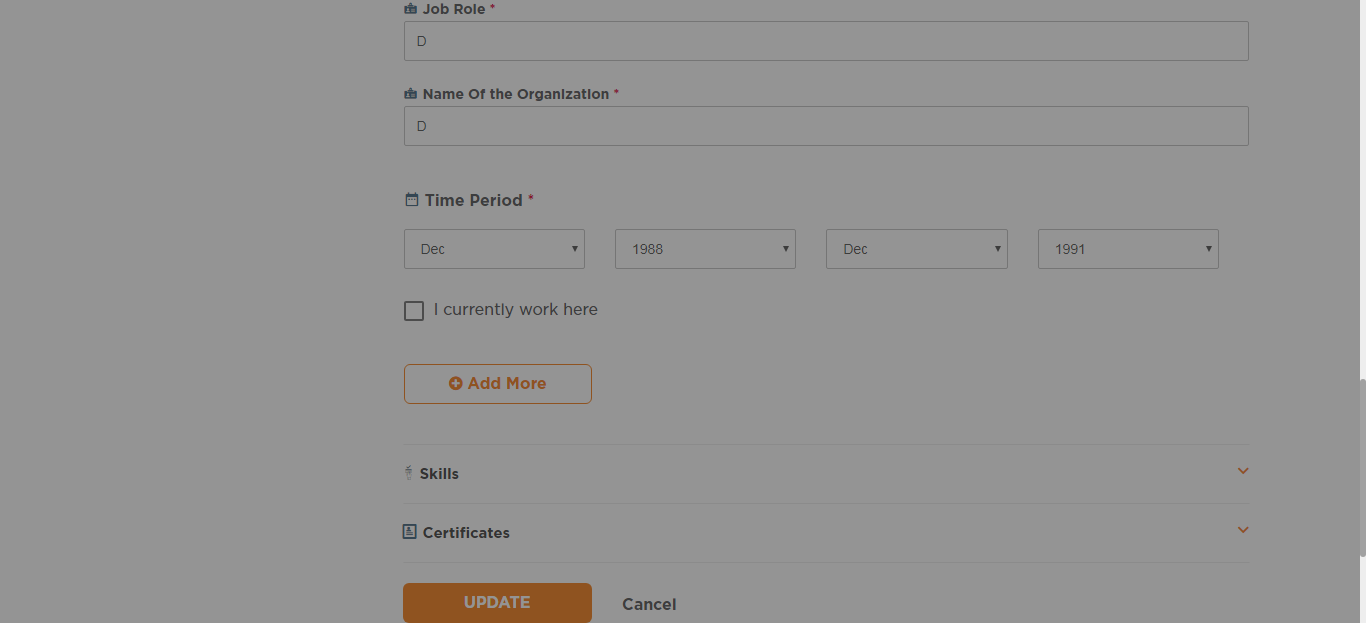 Job Role *
D
Name Of the Organization *
D
Time Period *
Dec 1988 Dec 1991
I currently work here
Add More
Skills
Certificates
UPDATE Cancel